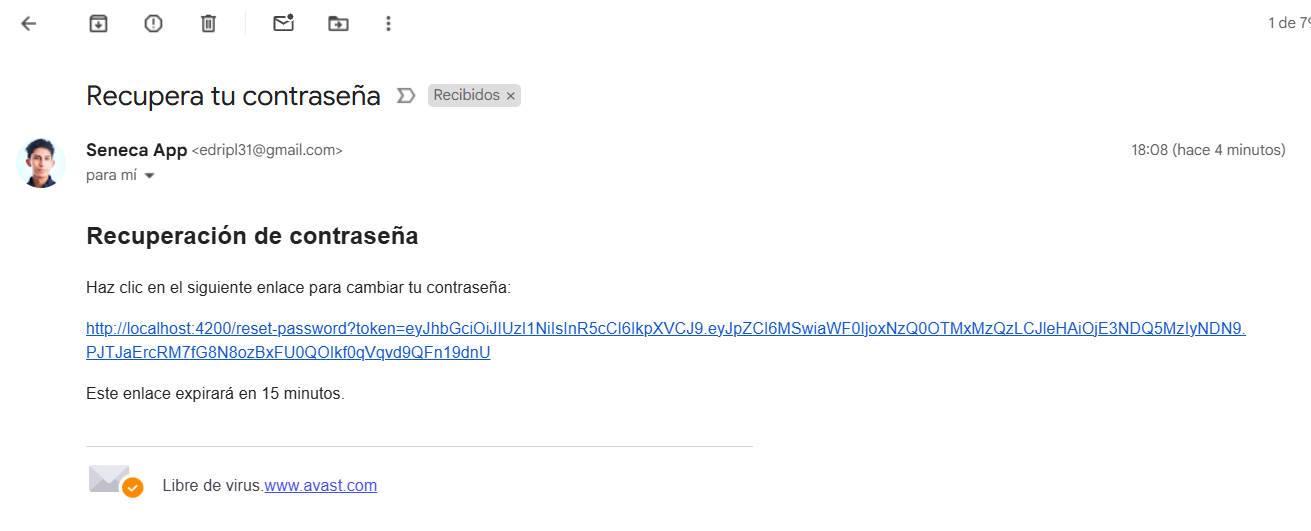 1 de 79
Recupera tu contraseña Recibidos ×
Seneca App <edripl31@gmail.com> 18:08 (hace 4 minutos)
para mí
Recuperación de contraseña
Haz clic en el siguiente enlace para cambiar tu contraseña:
http://localhost:4200/reset-password?token=eyJhbGciOiJIUzI1NiIsInR5cCI6IkpXVCJ9.eyJpZCI6MSwiaWF0IjoxNzQ0OTMxMzQzLCJleHAiOjE3NDQ5MzIyNDN9.
PJTJaErcRM7fG8N8ozBxFU0QOlkf0qVqvd9QFn19dnU
Este enlace expirará en 15 minutos.
Libre de virus.www.avast.com